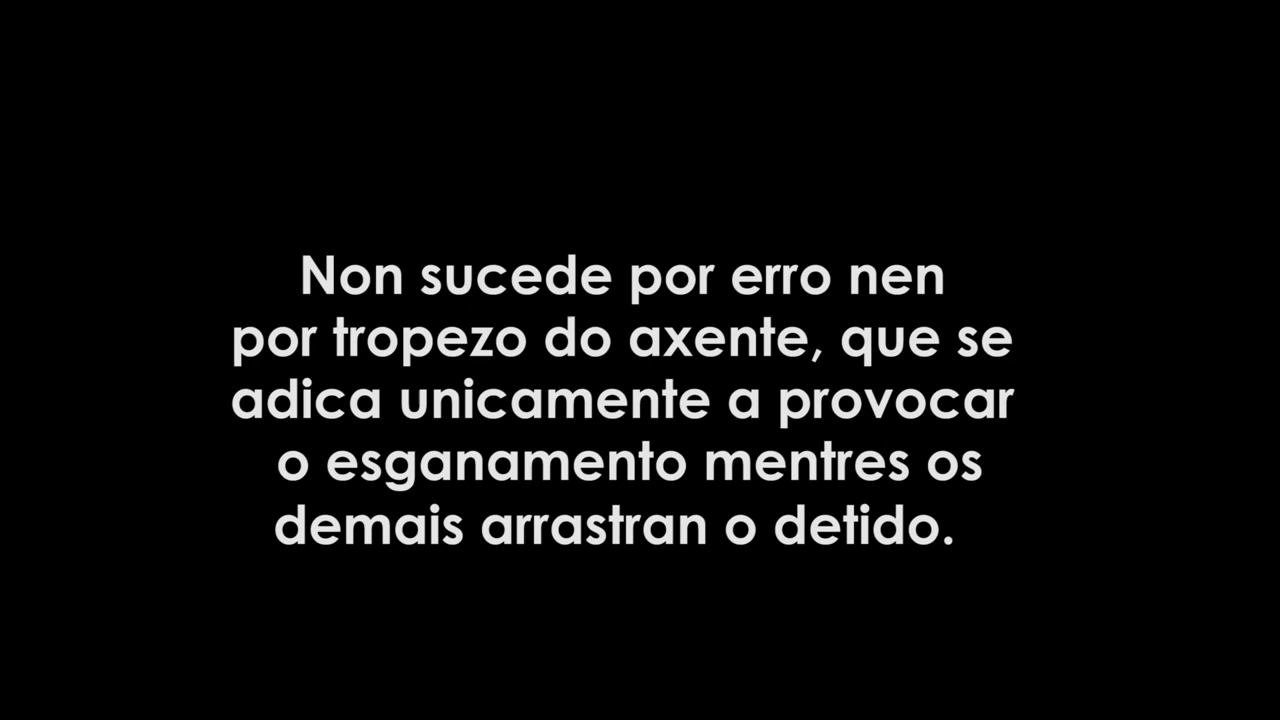 Non sucede por erro nen
por tropezo do axente, que se
adica unicamente a provocar
o esganamento mentres os
demais arrastran o detido.